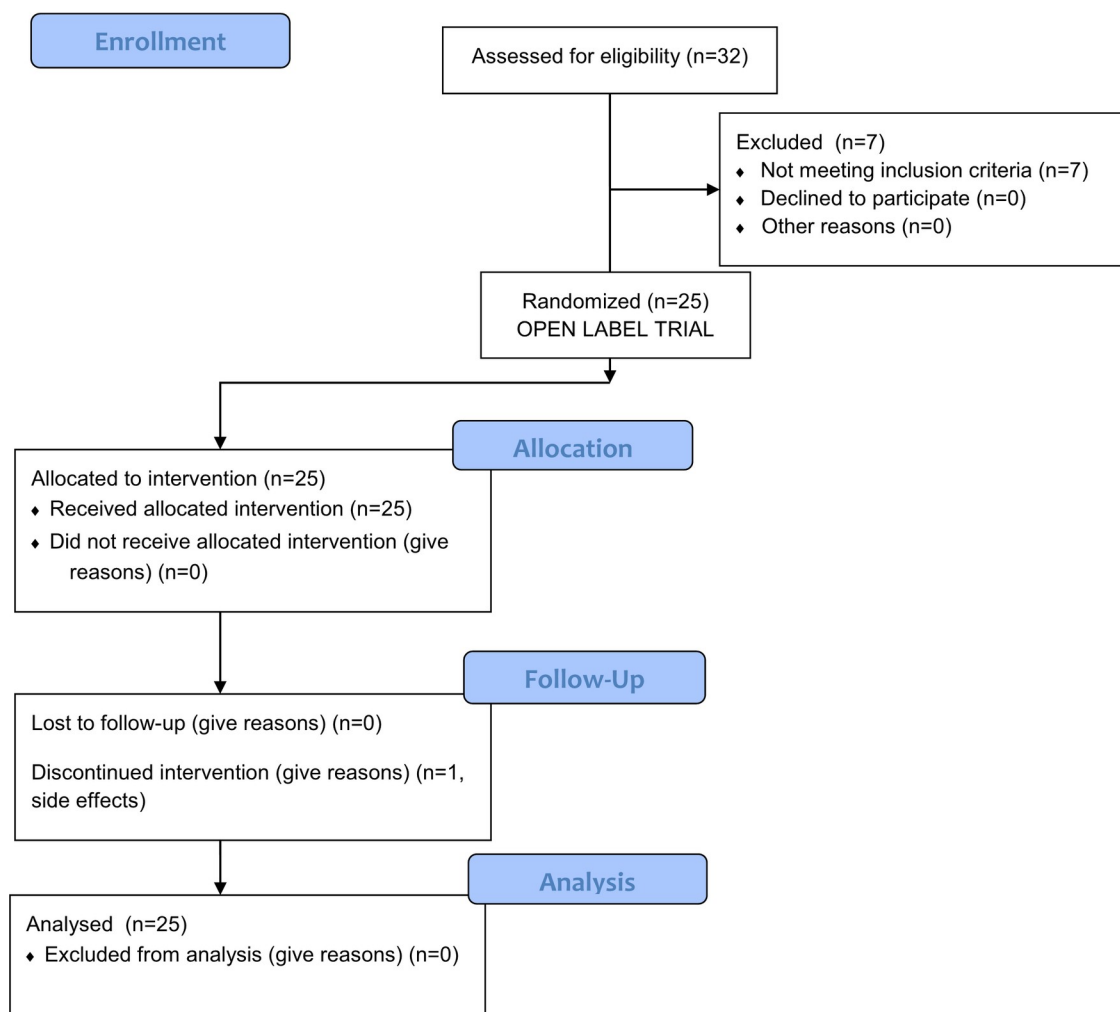 Enrollment
Assessed for eligibility (n=32)
Excluded (n=7)
♦ Not meeting inclusion criteria (n=7)
♦ Declined to participate (n=0)
♦ Other reasons (n=0)
Randomized (n=25)
OPEN LABEL TRIAL
Allocation
Allocated to intervention (n=25)
♦ Received allocated intervention (n=25)
♦ Did not receive allocated intervention (give
reasons) (n=0)
Follow-Up
Lost to follow-up (give reasons) (n=0)
Discontinued intervention (give reasons) (n=1,
side effects)
Analysis
Analysed (n=25)
♦ Excluded from analysis (give reasons) (n=0)